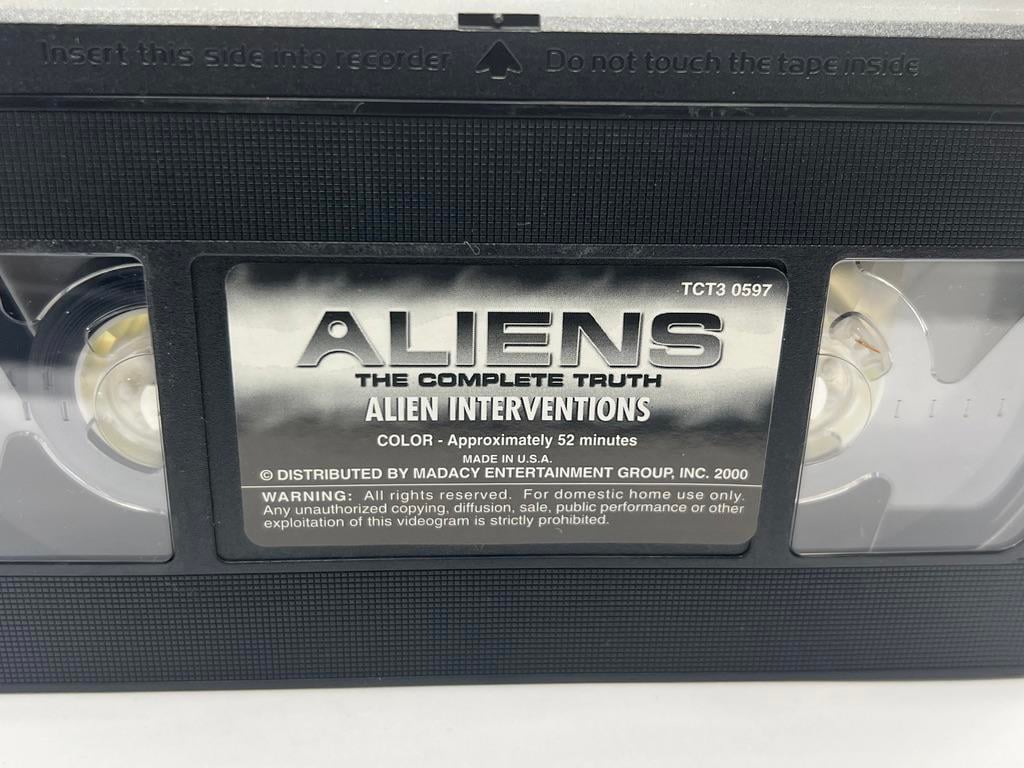 Insert this side into recorder Do not touch the tape inside
TCT3 0597
ALIENS
THE COMPLETE TRUTH
ALIEN INTERVENTIONS
COLOR - Approximately 52 minutes
MADE IN U.S.A.
© DISTRIBUTED BY MADACY ENTERTAINMENT GROUP, INC. 2000
WARNING: All rights reserved. For domestic home use only.
Any unauthorized copying, diffusion, sale, public performance or other
exploitation of this videogram is strictly prohibited.